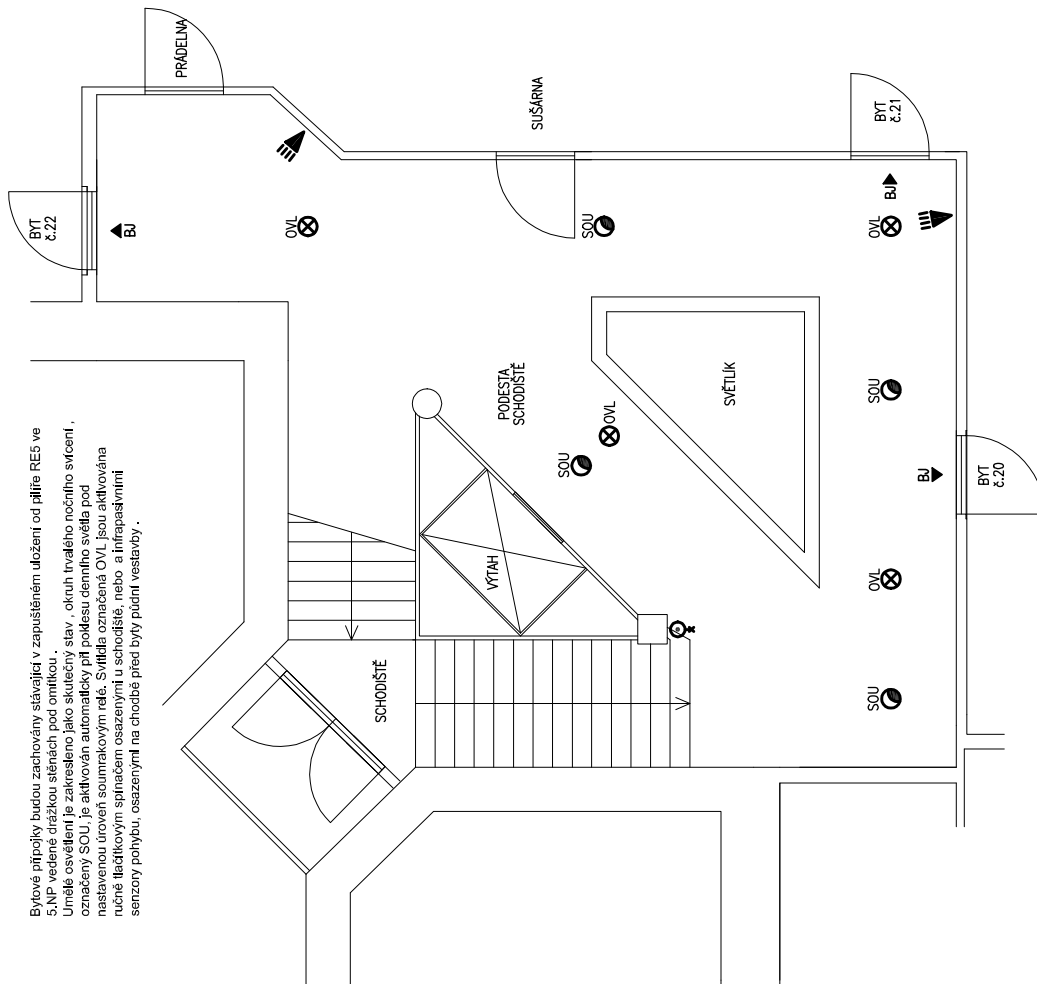 Bytové přípojky budou zachovány stávající v zapuštěném uložení od pilíře RE5 ve
5.NP vedené drážkou stěnách pod omítkou .
Umělé osvětlení je zakresleno jako skutečný stav , okruh trvalého nočního svícení ,
označený SOU, je aktivován automaticky při poklesu denního světla pod
nastavenou úroveň soumrakovým relé. Svítidla označená OVL jsou aktivována
ručně tlačítkovým spínačem osazenými u schodiště, nebo a infrapasivními
senzory pohybu, osazenými na chodbě před byty půdní vestavby .
BYT
č.22
BJ
PRÁDELNA
OVL
SUŠÁRNA
SOU
BYT
č.21
BJ
OVL
PODESTA
SCHODIŠTĚ
SOU
OVL
SVĚTLÍK
SOU
VÝTAH
SCHODIŠTĚ
BJ
BYT
č.20
OVL
SOU